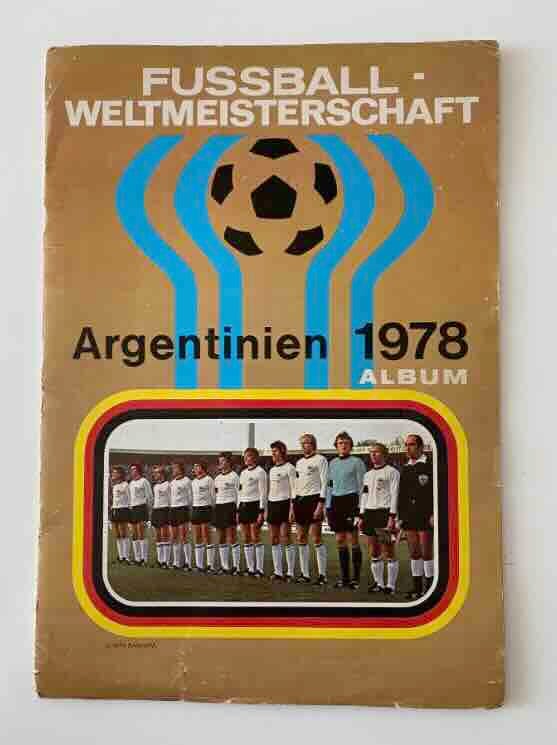 FUSSBALL-
WELTMEISTERSCHAFT
Argentinien 1978
ALBUM